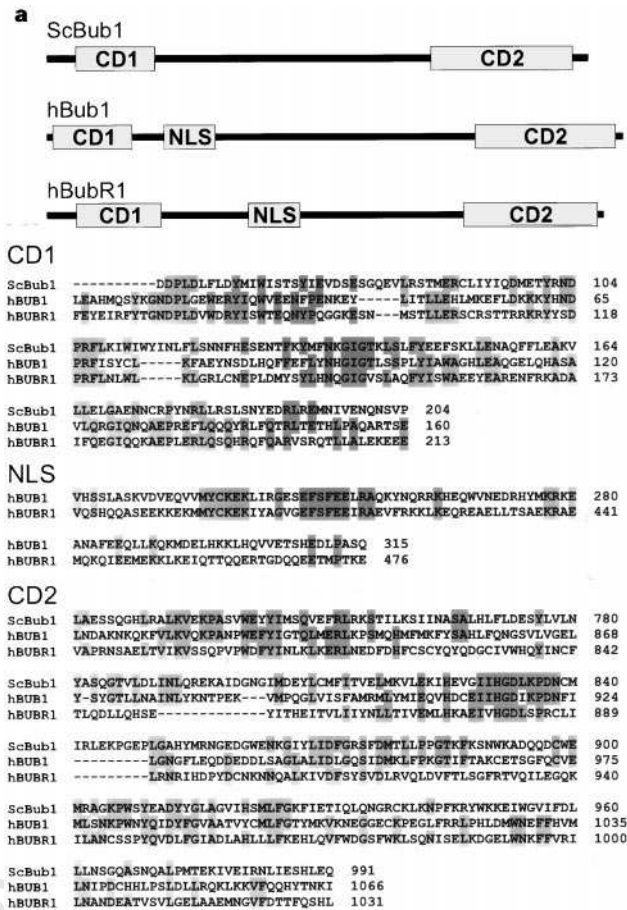 a
ScBub1
CD1 CD2
hBub1
CD1 NLS CD2
hBubR1
CD1 NLS CD2
CD1
ScBub1 ----------DDPLDLFLDYMIWISTSYIEVDSESGQEVLRSTMERCLIYIQDMETYRND 104
hBUB1 LEAHMQSYKGNDPLGEWERYIQWVEENFPENKEY-----LITLLEHLMKEFLDKKKYHND 65
hBUBR1 FEYEIRFYTGNDPLDVWDRYISWTEQNYPQGGKESN---MSTLLERCSRTTRRKRYYSD 118
ScBub1 PRFLKIWIWYINLFLSNNFHESENTFKYMFNKGIGTKLSLFYEEFSKLLENAQFFLEAKV 164
hBUB1 PRFISYCL-----KFAEYNSDLHQFFEFLYNHGIGTLSSPLYIAWAGHLEAQGELQHASA 120
hBUBR1 PRFLNLWL-----KLGRLCNEPLDMYSYLHNQGIGVSLAQFYISWAEEYEARENFRKADA 173
ScBub1 LLELGAENNCRPYNRLLRSLSNYEDRLREMNIVENQNSVP 204
hBUB1 VLQRGIQNQAEPREFLQQQYRLFQTRLTETHLPAQARTSE 160
hBUBR1 IFQEGIQQKAEPLERLQSQHRQFQARVSRQTLLALEKEEE 213
NLS
hBUB1 VHSSLASKVDVEQVVMYCKEKLIRGESEFSFEELRAQKYNQRRKHEQWVNEDRHYMKRKE 280
hBUBR1 VQSHQQASEEKKEKMMYCKEKIYAGVGEFSFEEIRAEVFRKKLKEQREAELLTSAEKRAE 441
hBUB1 ANAFEEQLLKQKMDELHKKLHQVVETSHEDLPASQ 315
hBUBR1 MQKQIEEMEKKLKEIQTTQQERTGDQQEETMPTKE 476
CD2
ScBub1 LAESSQGHLRALKVEKPASVWEYYIMSQVEFRLRKSTILKSIINASALHLFLDESYLVLN 780
hBUB1 LNDAKNKQKFVLKVQKPANPWEFYIGTQLMERLKPSMQHMFMKFYSAHLFQNGSVLVGEL 868
hBUBR1 VAPRNSAELTVIKVSSQPVPWDFYINLKLKERLNEDFDHFCSCYQYQDGCIVWHQYINCF 842
ScBub1 YASQGTVLDLINLQREKAIDGNGIMDEYLCMFITVELMKVLEKIHEVGIIHGDLKPDNCM 840
hBUB1 Y-SYGTLLNAINLYKNTPEK---VMPQGLVISFAMRMLYMIEQVHDCEIIHGDIKPDNFI 924
hBUBR1 TLQDLLQHSE-------------YITHEITVLIIYNLLTIVEMLHKAEIVHGDLSPRCLI 889
ScBub1 IRLEKPGEPLGAHYMRNGEDGWENKGIYLIDFGRSFDMTLLPPGTKFKSNWKADQQDCWE 900
hBUB1 ---------LGNGFLEQDDEDDLSAGLALIDLGQSIDMKLFPKGTIFTAKCETSGFQCVE 975
hBUBR1 ---------LRNRIHDPYDCNKNNQALKIVDFSYSVDLRVQLDVFTLSGFRTVQILEGQK 940
ScBub1 MRAGKPWSYEADYYGLAGVIHSMLFGKFIETIQLQNGRCKLKNPFKRYWKKEIWGVIFDL 960
hBUB1 MLSNKPWNYQIDYFGVAATVYCMLFGTYMKVKNEGGECKPEGLFRRLPHLDMWNEFFHVM 1035
hBUBR1 ILANCSSPYQVDLFGIADLAHLLLFKEHLQVFWDGSFWKLSQNISELKDGELWNKFFVRI 1000
ScBub1 LLNSGQASNQALPMTEKIVEIRNLIESHLEQ 991
hBUB1 LNIPDCHHLPSLDLLRQKLKKVFQQHYTNKI 1066
hBUBR1 LNANDEATVSVLGELAAEMNGVFDTTFQSHL 1031